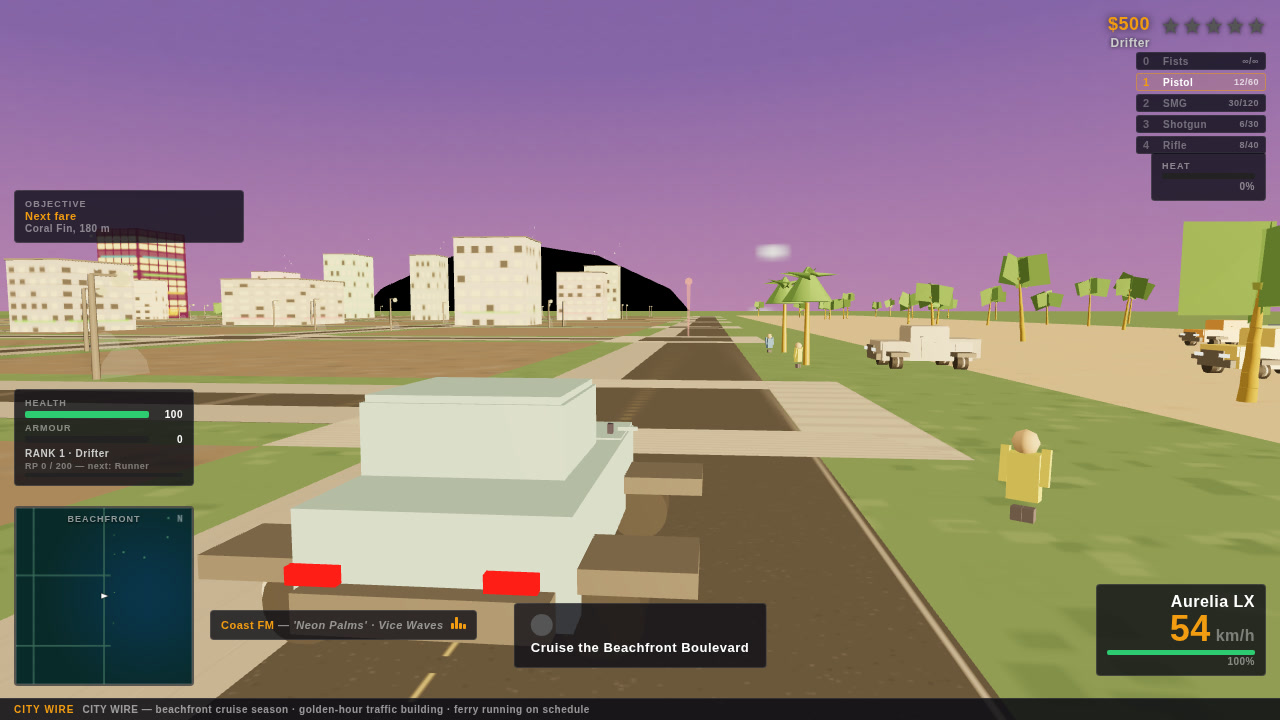 $500
Drifter
0 Fists ∞/∞
1 Pistol 12/60
2 SMG 30/120
3 Shotgun 6/30
4 Rifle 8/40
HEAT
0%
OBJECTIVE
Next fare
Coral Fin, 180 m
HEALTH
100
ARMOUR
0
RANK 1 · Drifter
RP 0 / 200 — next: Runner
BEACHFRONT
N
Coast FM — 'Neon Palms' · Vice Waves
Cruise the Beachfront Boulevard
Aurelia LX
54 km/h
100%
CITY WIRE CITY WIRE — beachfront cruise season · golden-hour traffic building · ferry running on schedule